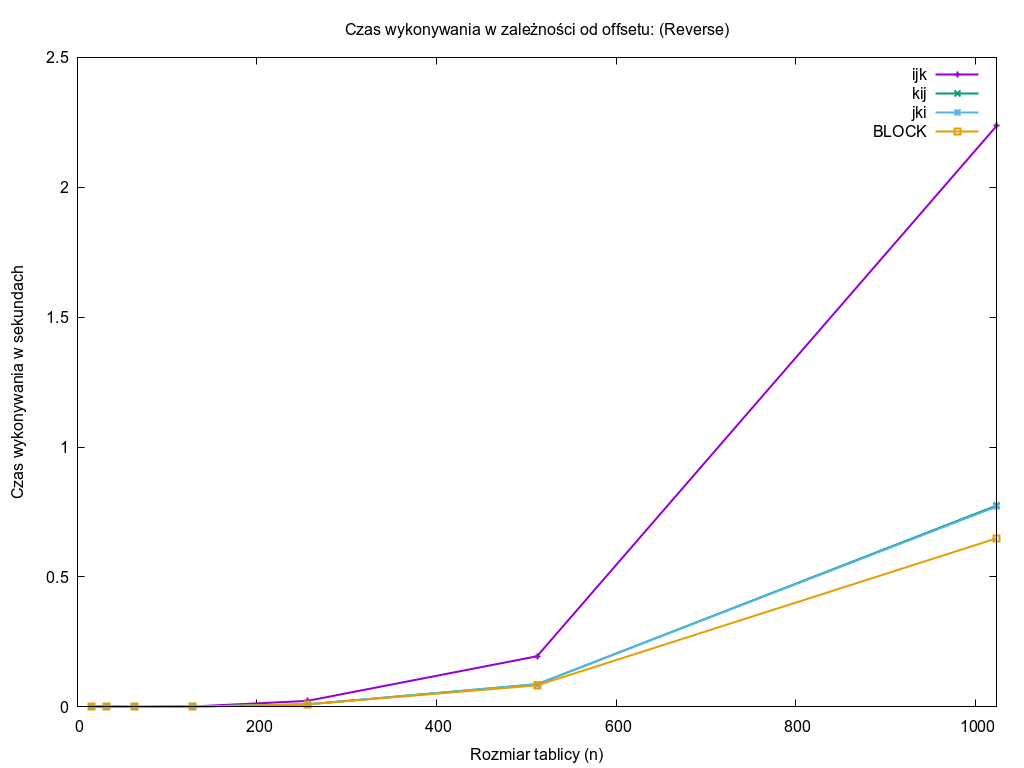 Czas wykonywania w zależności od offsetu: (Reverse)
2.5
2
1.5
1
0.5
0
0 200 400 600 800 1000
ijk
kij
jki
BLOCK
Czas wykonywania w sekundach
Rozmiar tablicy (n)